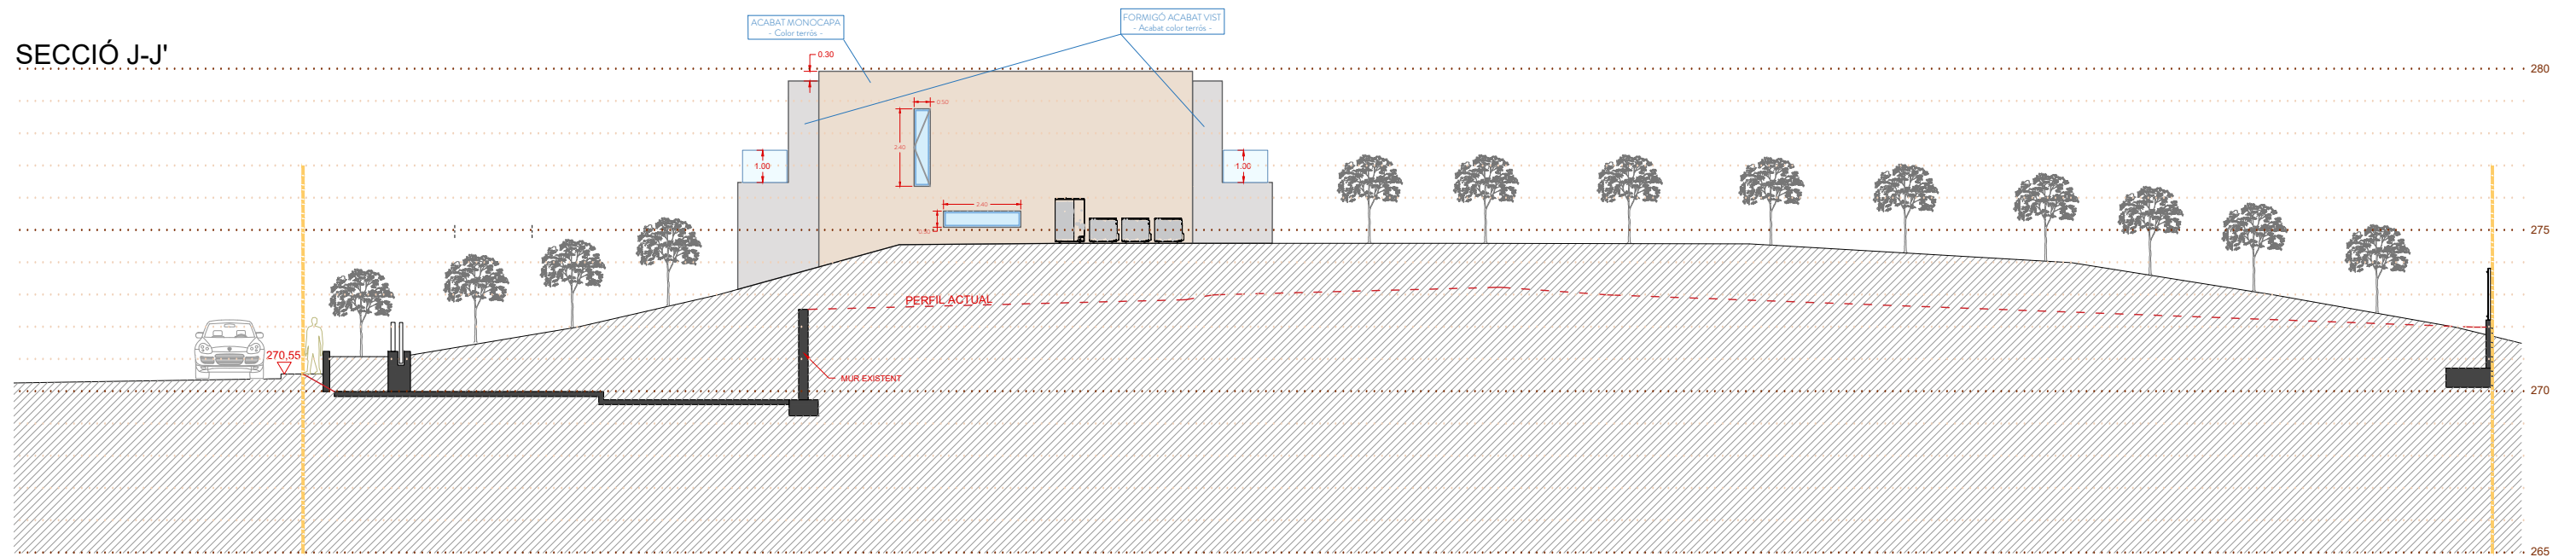 SECCIÓ J-J'
ACABAT MONOCAPA
- Color terrós -
FORMIGÓ ACABAT VIST
- Acabat color terrós -
0.30
280
0.50
2.40
1.00
1.00
2.40
275
PERFIL ACTUAL
270,55
MUR EXISTENT
270
265